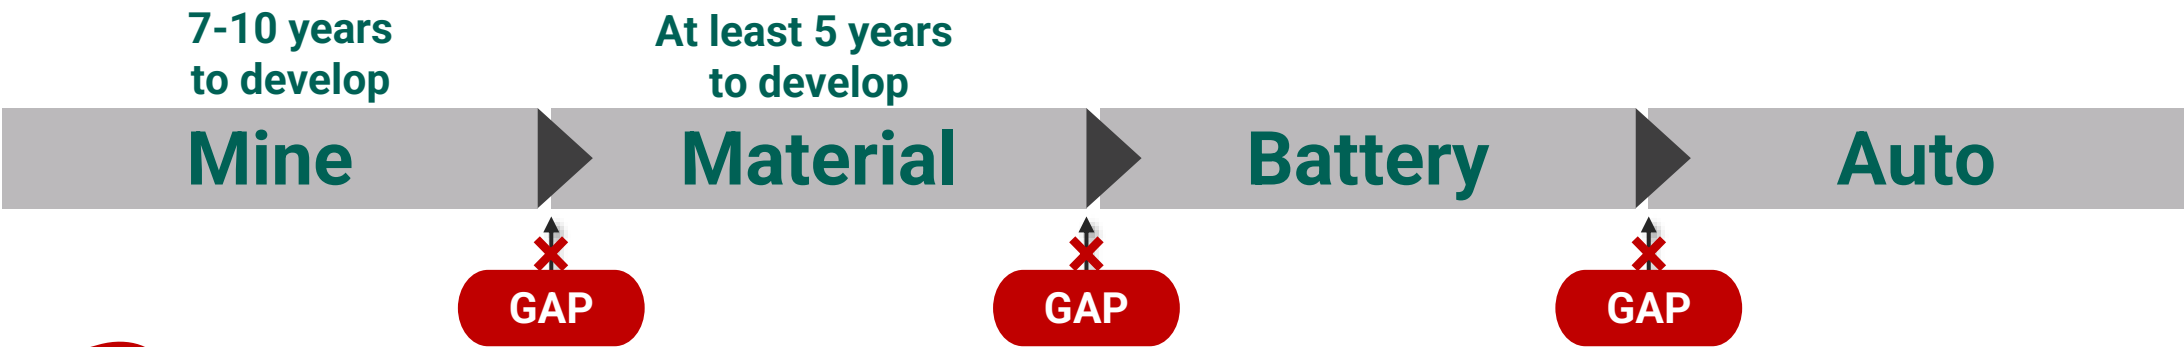 7-10 years
to develop
At least 5 years
to develop
Mine
Material
Battery
Auto
GAP
GAP
GAP